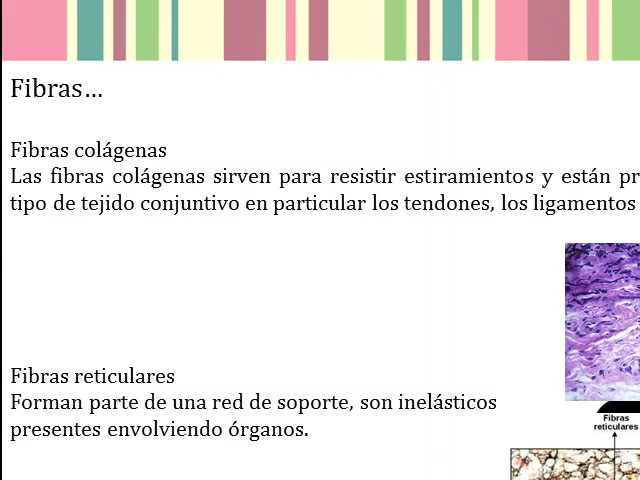 Fibras...
Fibras colágenas
Las fibras colágenas sirven para resistir estiramientos y están
tipo de tejido conjuntivo en particular los tendones, los ligamentos
Fibras reticulares
Forman parte de una red de soporte, son inelásticos
presentes envolviendo órganos.
Fibras
reticulares